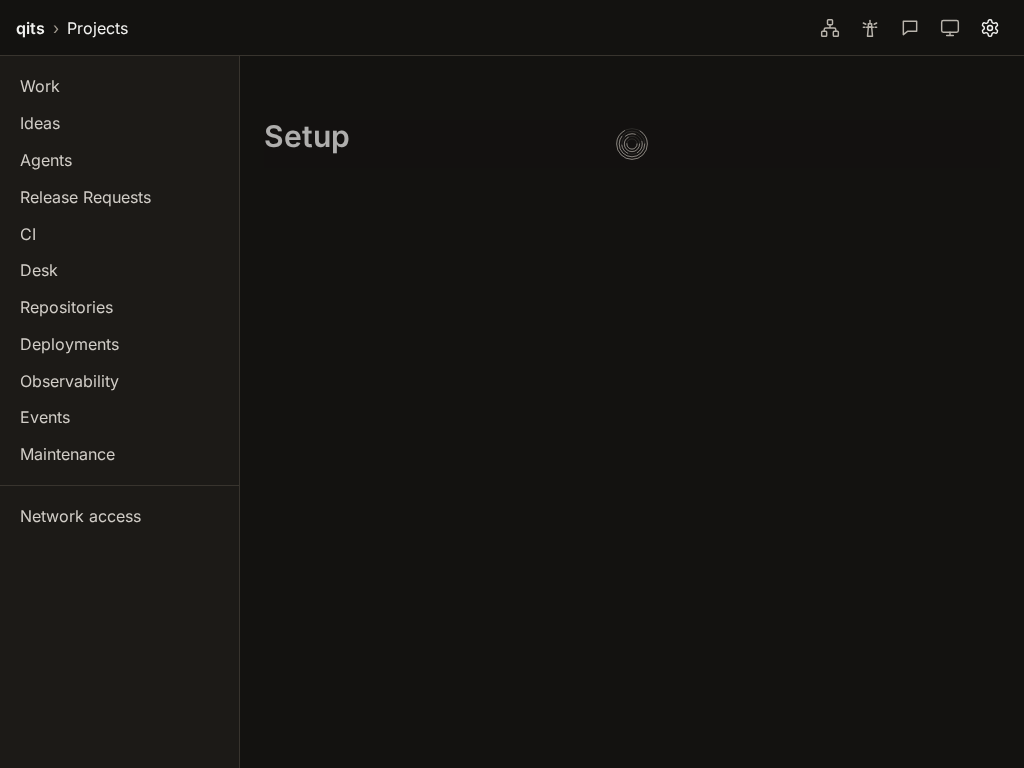 qits › Projects
Work
Ideas
Agents
Release Requests
CI
Desk
Repositories
Deployments
Observability
Events
Maintenance
Network access
Setup